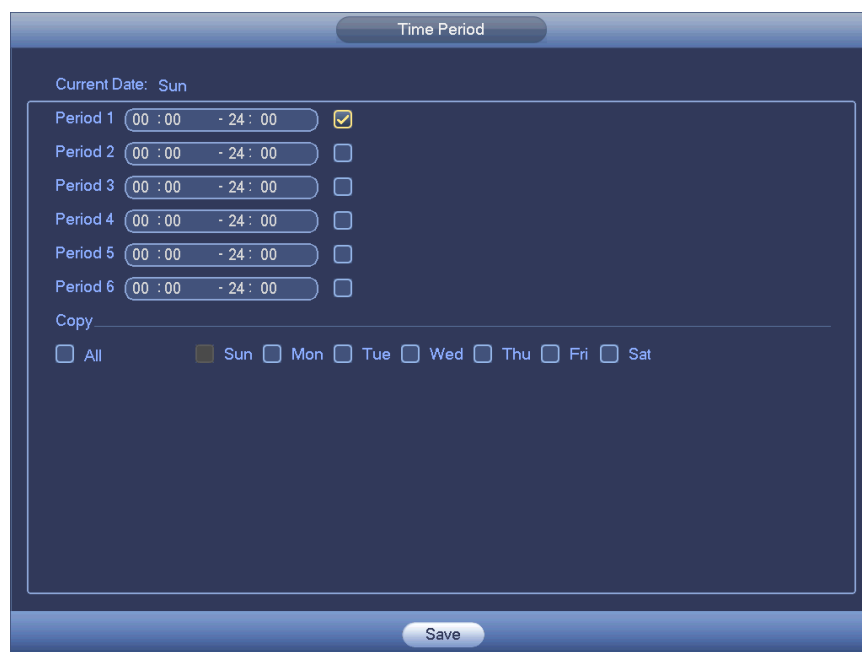 Time Period
Current Date: Sun
Period 1 00 :00 - 24 : 00
Period 2 00 :00 - 24 : 00
Period 3 00 :00 - 24 : 00
Period 4 00 :00 - 24 : 00
Period 5 00 :00 - 24 : 00
Period 6 00 :00 - 24 : 00
Copy
All Sun Mon Tue Wed Thu Fri Sat
Save